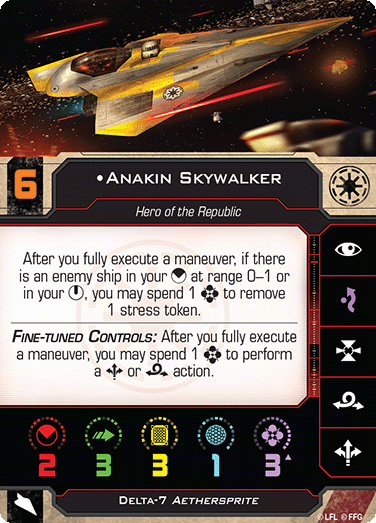 6
•Anakin Skywalker
Hero of the Republic
After you fully execute a maneuver, if there
is an enemy ship in your at range 0–1 or
in your , you may spend 1 to remove
1 stress token.
Fine-tuned Controls: After you fully execute
a maneuver, you may spend 1 to perform
a or action.
2 3 3 1 3
Delta-7 Aethersprite
© LFL © FFG